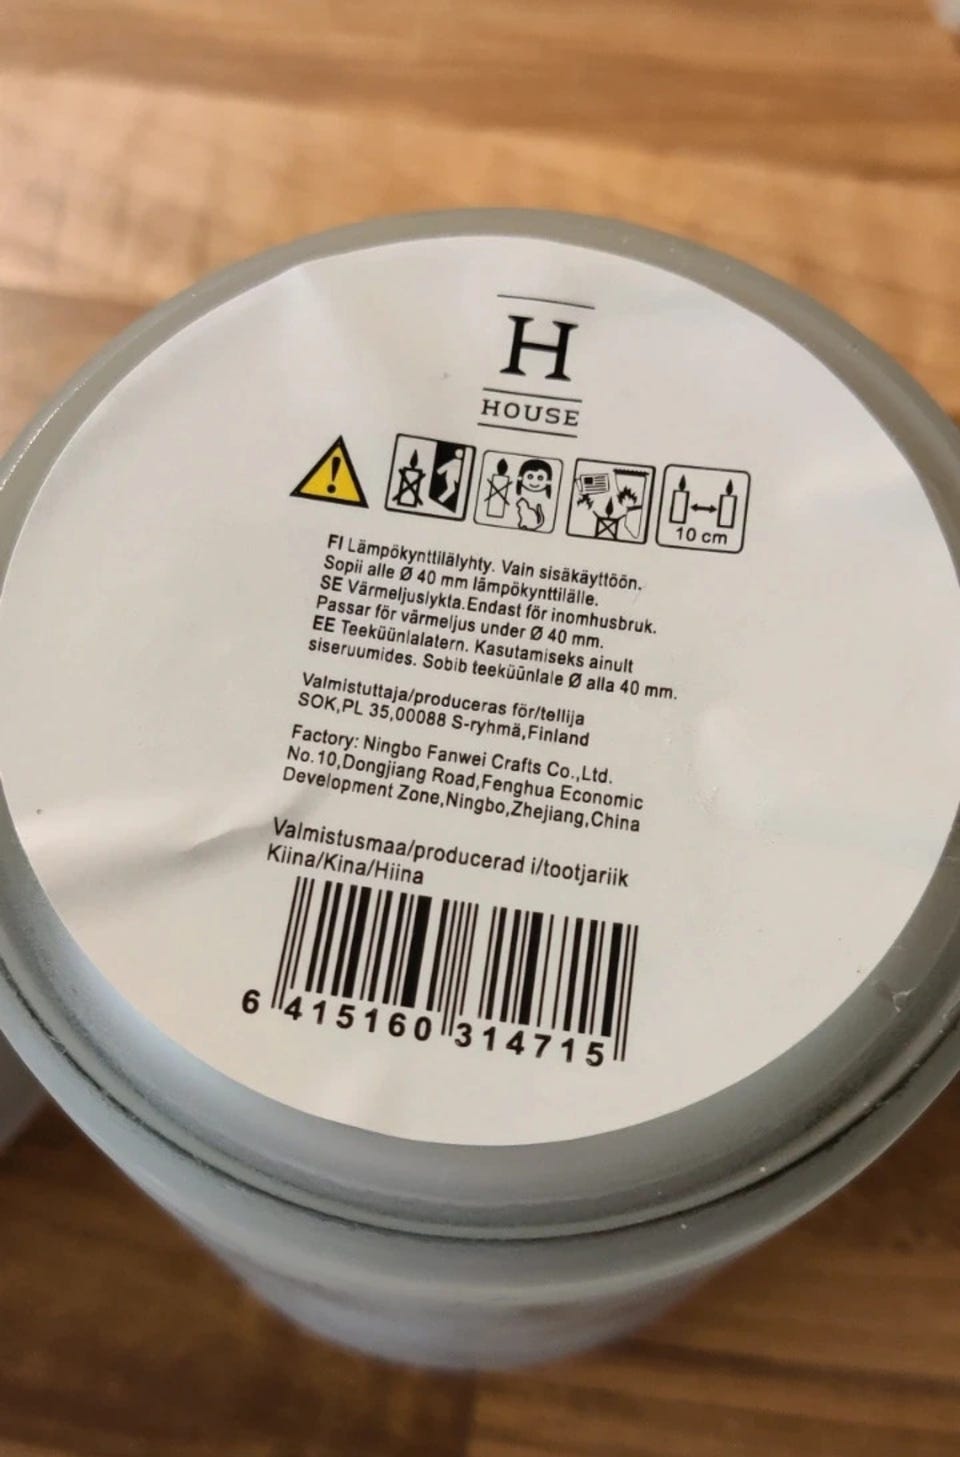 H
HOUSE
10 cm
FI Lämpökynttilälyhty. Vain sisäkäyttöön.
Sopii alle Ø 40 mm lämpökynttilälle.
SE Värmeljuslykta.Endast för inomhusbruk.
Passar för värmeljus under Ø 40 mm.
EE Teeküünlalatern. Kasutamiseks ainult
siseruumides. Sobib teeküünlale Ø alla 40 mm.
Valmistuttaja/produceras för/tellija
SOK,PL 35,00088 S-ryhmä,Finland
Factory: Ningbo Fanwei Crafts Co.,Ltd.
No.10,Dongjiang Road,Fenghua Economic
Development Zone,Ningbo,Zhejiang,China
Valmistusmaa/producerad i/tootjariik
Kiina/Kina/Hiina
6 415160 314715